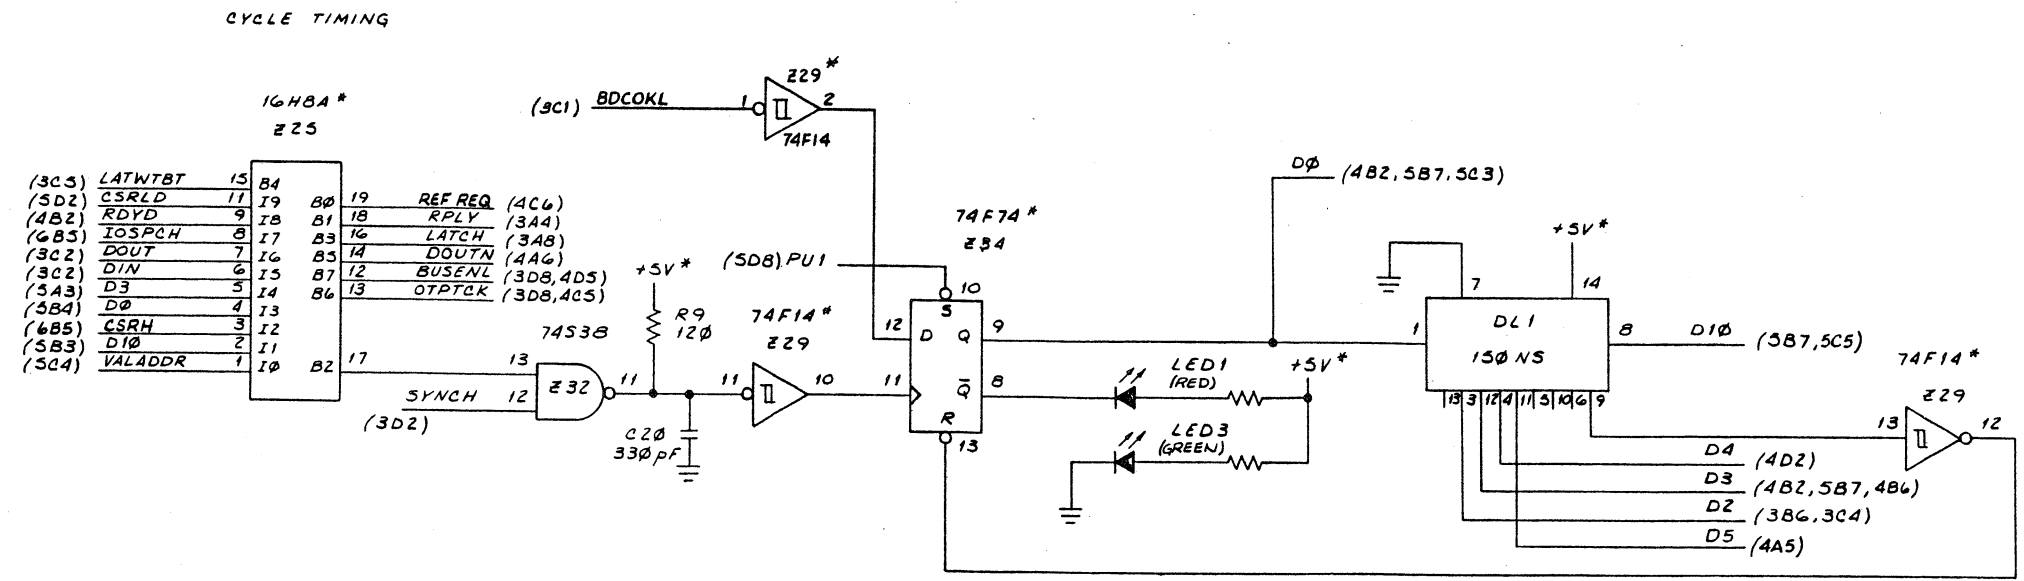 CYCLE TIMING
16H8A*
Z25
(3C5) LATWTBT 15 B4
(5D2) CSRLD 11 I9
(4B2) RDYD 9 I8
(6B5) IOSPCH 8 I7
(3C2) DOUT 7 I6
(3C2) DIN 6 I5
(5A3) D3 5 I4
(5B4) DØ 4 I3
(6B5) CSRH 3 I2
(5B3) D1Ø 2 I1
(5C4) VALADDR 1 IØ
BØ 19 REF REQ (4C6)
B1 18 RPLY (3A4)
B3 16 LATCH (3A8)
B5 14 DOUTN (4A6)
B7 12 BUSENL (3D8,4D5)
B6 13 OTPTCK (3D8,4C5)
B2 17
74S38
13
SYNCH 12
(3D2)
Z32
11
+5V*
R9
12Ø
C2Ø
33Ø pF
74F14*
Z29
11
10
(3C1) BDCOKL 1
Z29*
2
74F14
(5D8) PU1
74F74*
Z34
10
S
12 D
Q 9
11
Q 8
R
13
DØ (4B2,5B7,5C3)
LED1
(RED)
+5V*
LED3
(GREEN)
+5V*
7
14
1
DL1
15Ø NS
8 D1Ø (5B7,5C5)
13 3 12 4 11 5 10 6 9
74F14*
Z29
13
12
D4 (4D2)
D3 (4B2,5B7,4B6)
D2 (3B6,3C4)
D5 (4A5)